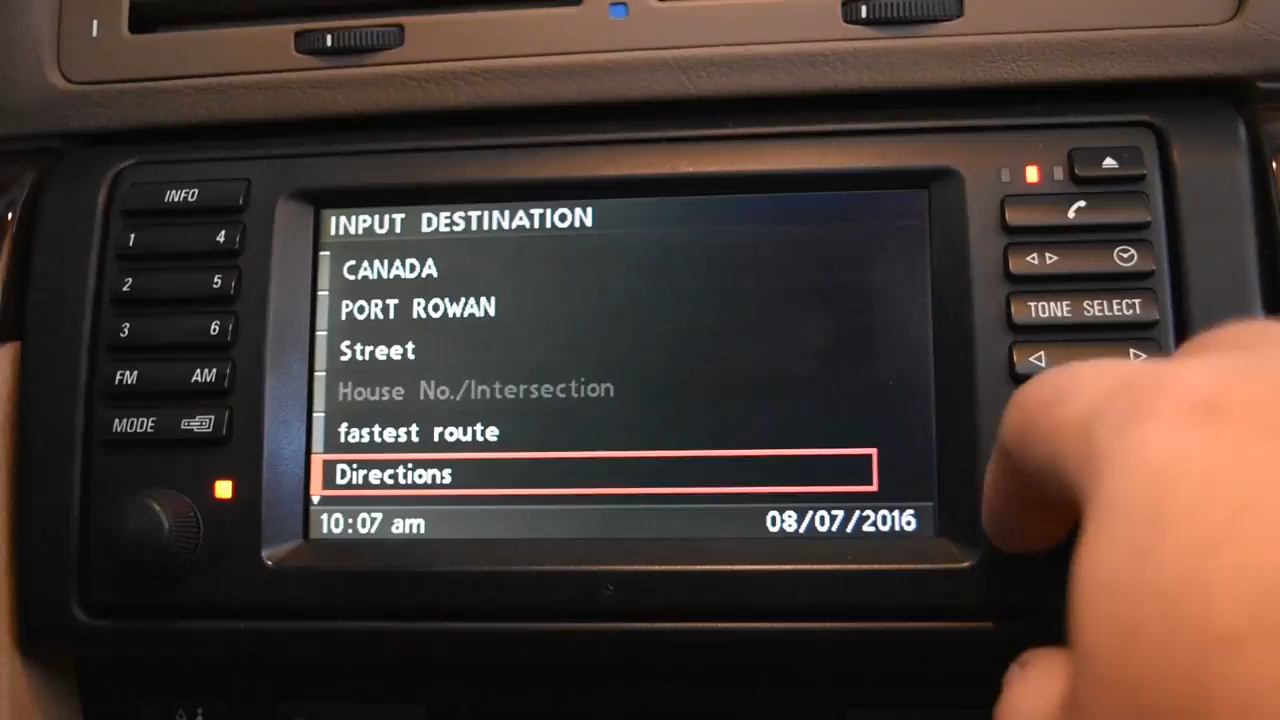 INFO
1 4
2 5
3 6
FM AM
MODE
INPUT DESTINATION
CANADA
PORT ROWAN
Street
House No./Intersection
fastest route
Directions
10:07 am 08/07/2016
TONE SELECT